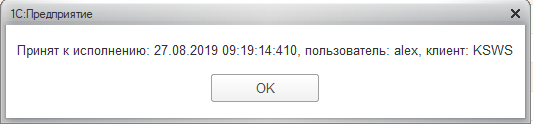 1С:Предприятие
Принят к исполнению: 27.08.2019 09:19:14:410, пользователь: alex, клиент: KSWS
OK